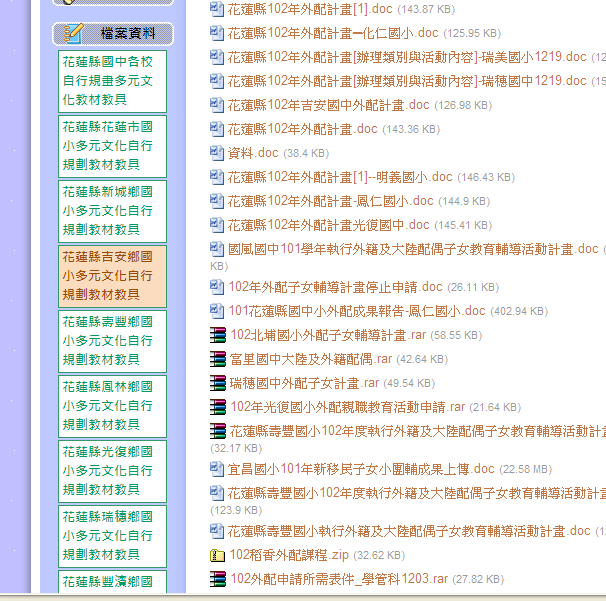 檔案資料
花蓮縣國中各校
自行規畫多元文
化教材教具
花蓮縣花蓮市國
小多元文化自行
規劃教材教具
花蓮縣新城鄉國
小多元文化自行
規劃教材教具
花蓮縣吉安鄉國
小多元文化自行
規劃教材教具
花蓮縣壽豐鄉國
小多元文化自行
規劃教材教具
花蓮縣鳳林鄉國
小多元文化自行
規劃教材教具
花蓮縣光復鄉國
小多元文化自行
規劃教材教具
花蓮縣瑞穗鄉國
小多元文化自行
規劃教材教具
花蓮縣豐濱鄉國
花蓮縣102年外配計畫[1].doc (143.87 KB)
花蓮縣102年外配計畫--化仁國小.doc (125.95 KB)
花蓮縣102年外配計畫[辦理類別與活動內容]-瑞美國小1219.doc
花蓮縣102年外配計畫[辦理類別與活動內容]-瑞穗國中1219.doc
花蓮縣102年吉安國中外配計畫.doc (126.98 KB)
花蓮縣102年外配計畫.doc (143.36 KB)
資料.doc (38.4 KB)
花蓮縣102年外配計畫[1]--明義國小.doc (146.43 KB)
花蓮縣102年外配計畫-鳳仁國小.doc (144.9 KB)
花蓮縣102年外配計畫光復國中.doc (145.41 KB)
國風國中101學年執行外籍及大陸配偶子女教育輔導活動計畫.doc
KB)
102年外配子女輔導計畫停止申請.doc (26.11 KB)
101花蓮縣國中小外配成果報告-鳳仁國小.doc (402.94 KB)
102北埔國小外配子女輔導計畫.rar (58.55 KB)
富里國中大陸及外籍配偶.rar (42.64 KB)
瑞穗國中外配子女計畫.rar (49.54 KB)
102年光復國小外配親職教育活動申請.rar (21.64 KB)
花蓮縣壽豐國小102年度執行外籍及大陸配偶子女教育輔導活動計
(32.17 KB)
宜昌國小101年新移民子女小團輔成果上傳.doc (22.58 MB)
花蓮縣壽豐國小102年度執行外籍及大陸配偶子女教育輔導活動計
(123.9 KB)
花蓮縣壽豐國小執行外籍及大陸配偶子女教育輔導活動計畫.doc
102稻香外配課程.zip (32.62 KB)
102外配申請所需表件_學管科1203.rar (27.82 KB)